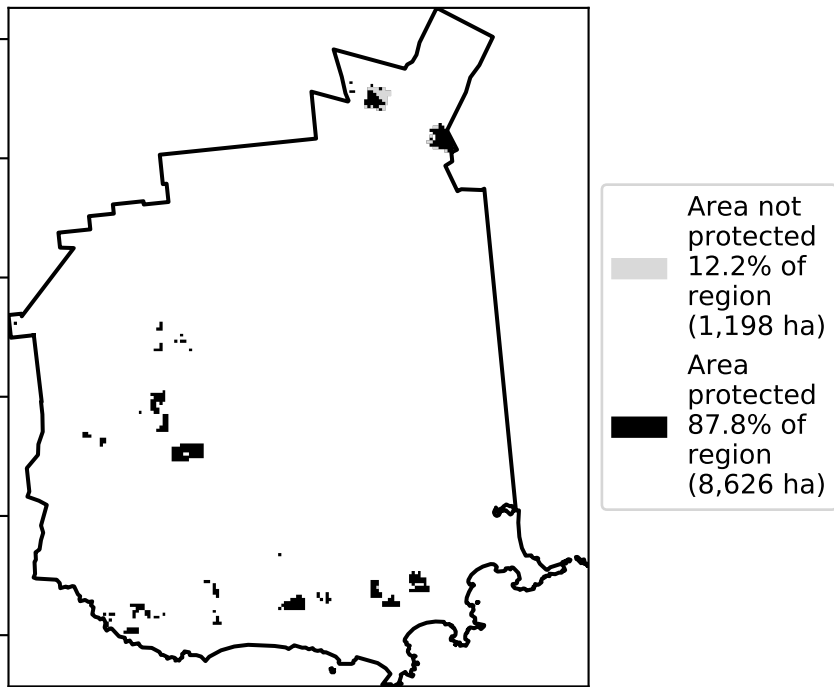 Area not
protected
12.2% of
region
(1,198 ha)
Area
protected
87.8% of
region
(8,626 ha)